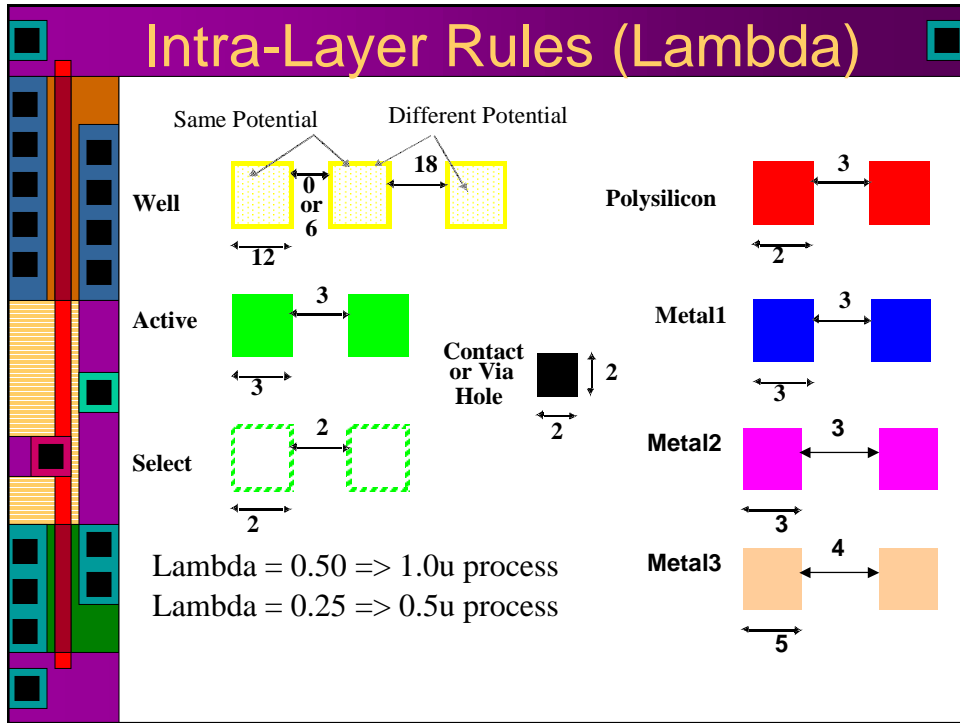 Intra-Layer Rules (Lambda)
Same Potential
Different Potential
Well
0
or
6
18
12
Active
3
3
Select
2
2
Contact
or Via
Hole
2
2
Polysilicon
3
2
Metal1
3
3
Metal2
3
3
Metal3
4
5
Lambda = 0.50 => 1.0u process
Lambda = 0.25 => 0.5u process